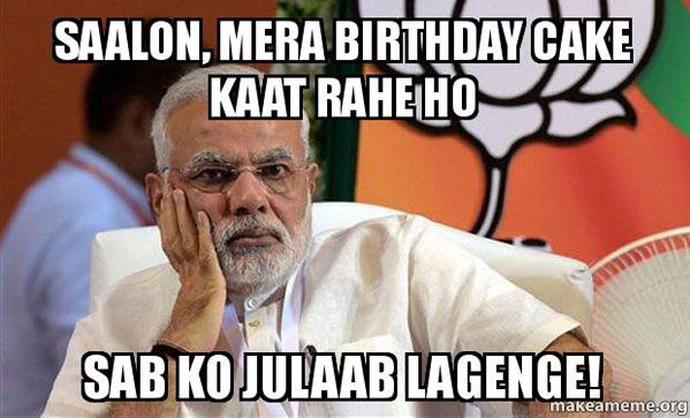 SAALON, MERA BIRTHDAY CAKE
KAAT RAHE HO
SAB KO JULAAB LAGENGE!
makeameme.org